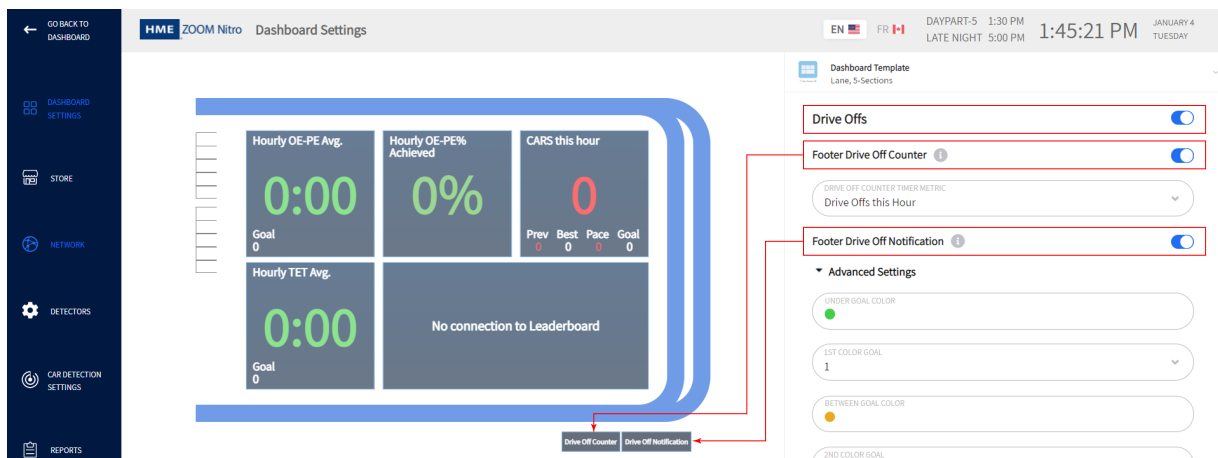 GO BACK TO
DASHBOARD
HME ZOOM Nitro Dashboard Settings
EN FR
DAYPART-5 1:30 PM
LATE NIGHT 5:00 PM
1:45:21 PM
JANUARY 4
TUESDAY
DASHBOARD
SETTINGS
STORE
NETWORK
DETECTORS
CAR DETECTION
SETTINGS
REPORTS
Hourly OE-PE Avg.
0:00
Goal
0
Hourly OE-PE%
Achieved
0%
CARS this hour
0
Prev Best Pace Goal
0 0 0 0
Hourly TET Avg.
0:00
Goal
0
No connection to Leaderboard
Drive Off Counter Drive Off Notification
Dashboard Template
Lane, 5-Sections
Drive Offs
Footer Drive Off Counter
DRIVE OFF COUNTER TIMER METRIC
Drive Offs this Hour
Footer Drive Off Notification
Advanced Settings
UNDER GOAL COLOR
1ST COLOR GOAL
1
BETWEEN GOAL COLOR
2ND COLOR GOAL